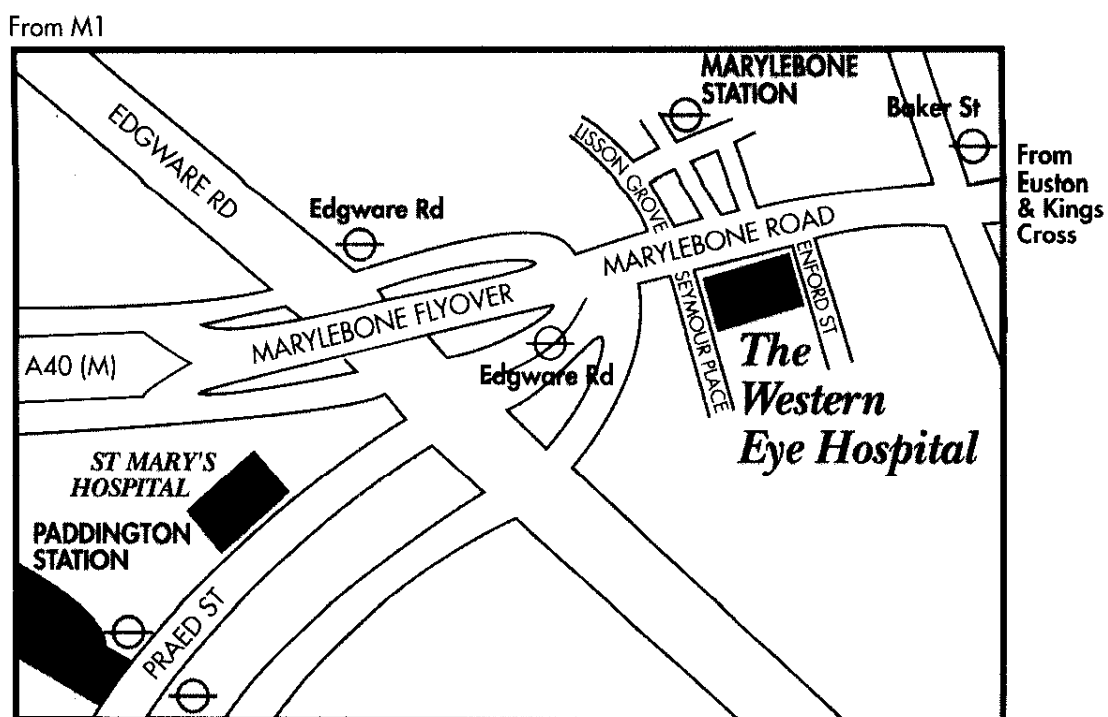 From M1
MARYLEBONE
STATION
Baker St
EDGWARE RD
LISSON GROVE
From
Euston
& Kings
Cross
Edgware Rd
MARYLEBONE ROAD
ENFORD ST
SEYMOUR PLACE
MARYLEBONE FLYOVER
A40 (M)
Edgware Rd
The
Western
Eye Hospital
ST MARY'S
HOSPITAL
PADDINGTON
STATION
PRAED ST